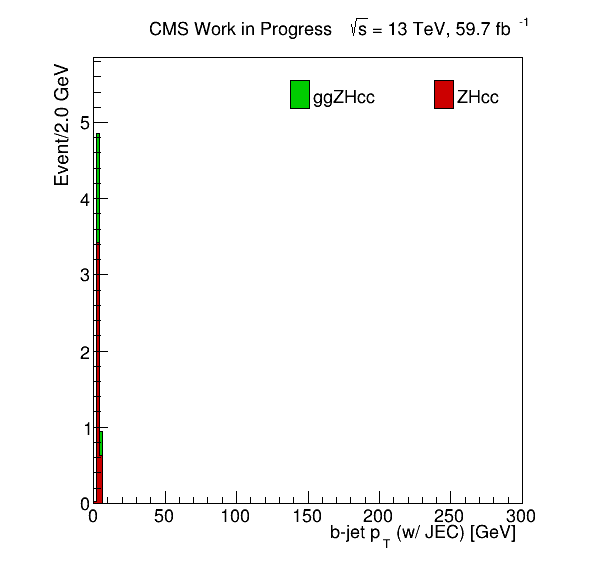 CMS Work in Progress √s = 13 TeV, 59.7 fb -1
Event/2.0 GeV
ggZHcc ZHcc
5
4
3
2
1
0
0 50 100 150 200 250 300
b-jet pT (w/ JEC) [GeV]